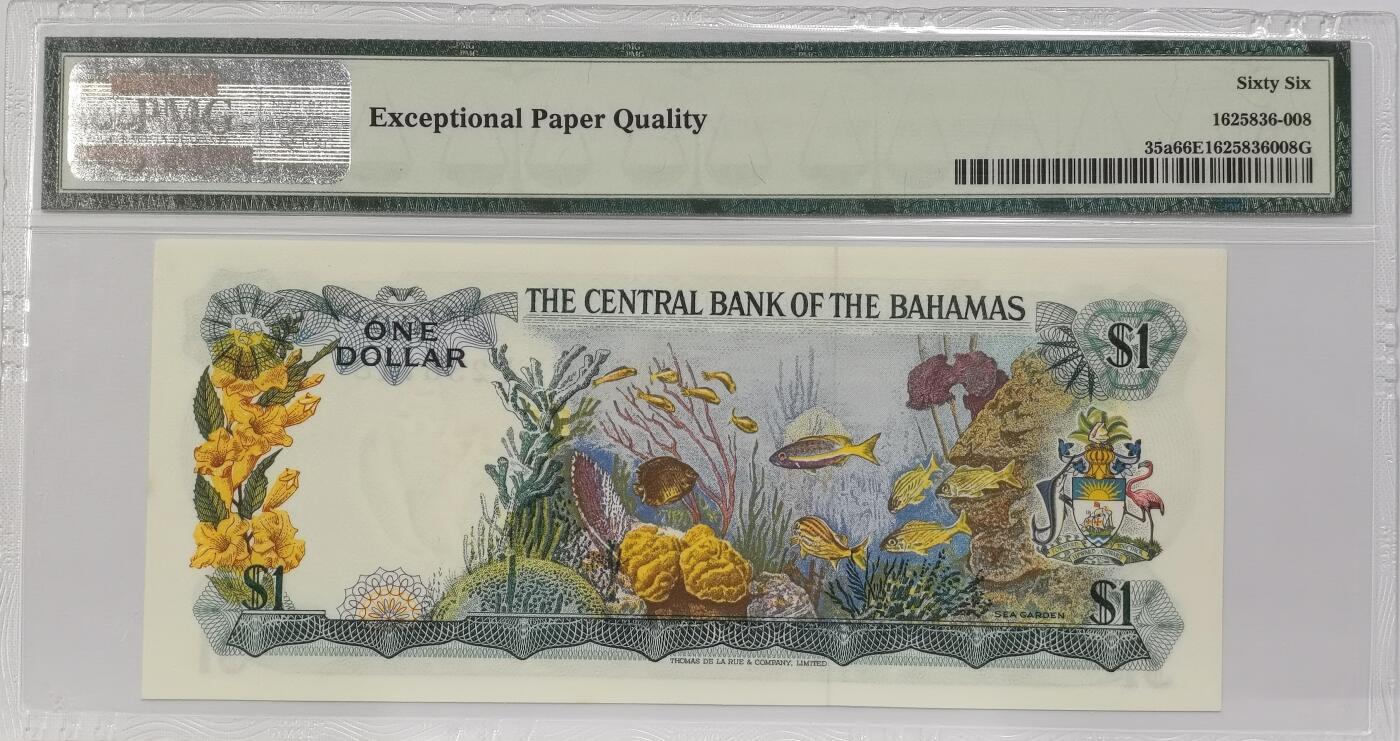 PMG
Exceptional Paper Quality
Sixty Six
1625836-008
35a66E1625836008G
THE CENTRAL BANK OF THE BAHAMAS
ONE
DOLLAR
$1
$1
SEA GARDEN
$1
THOMAS DE LA RUE & COMPANY, LIMITED